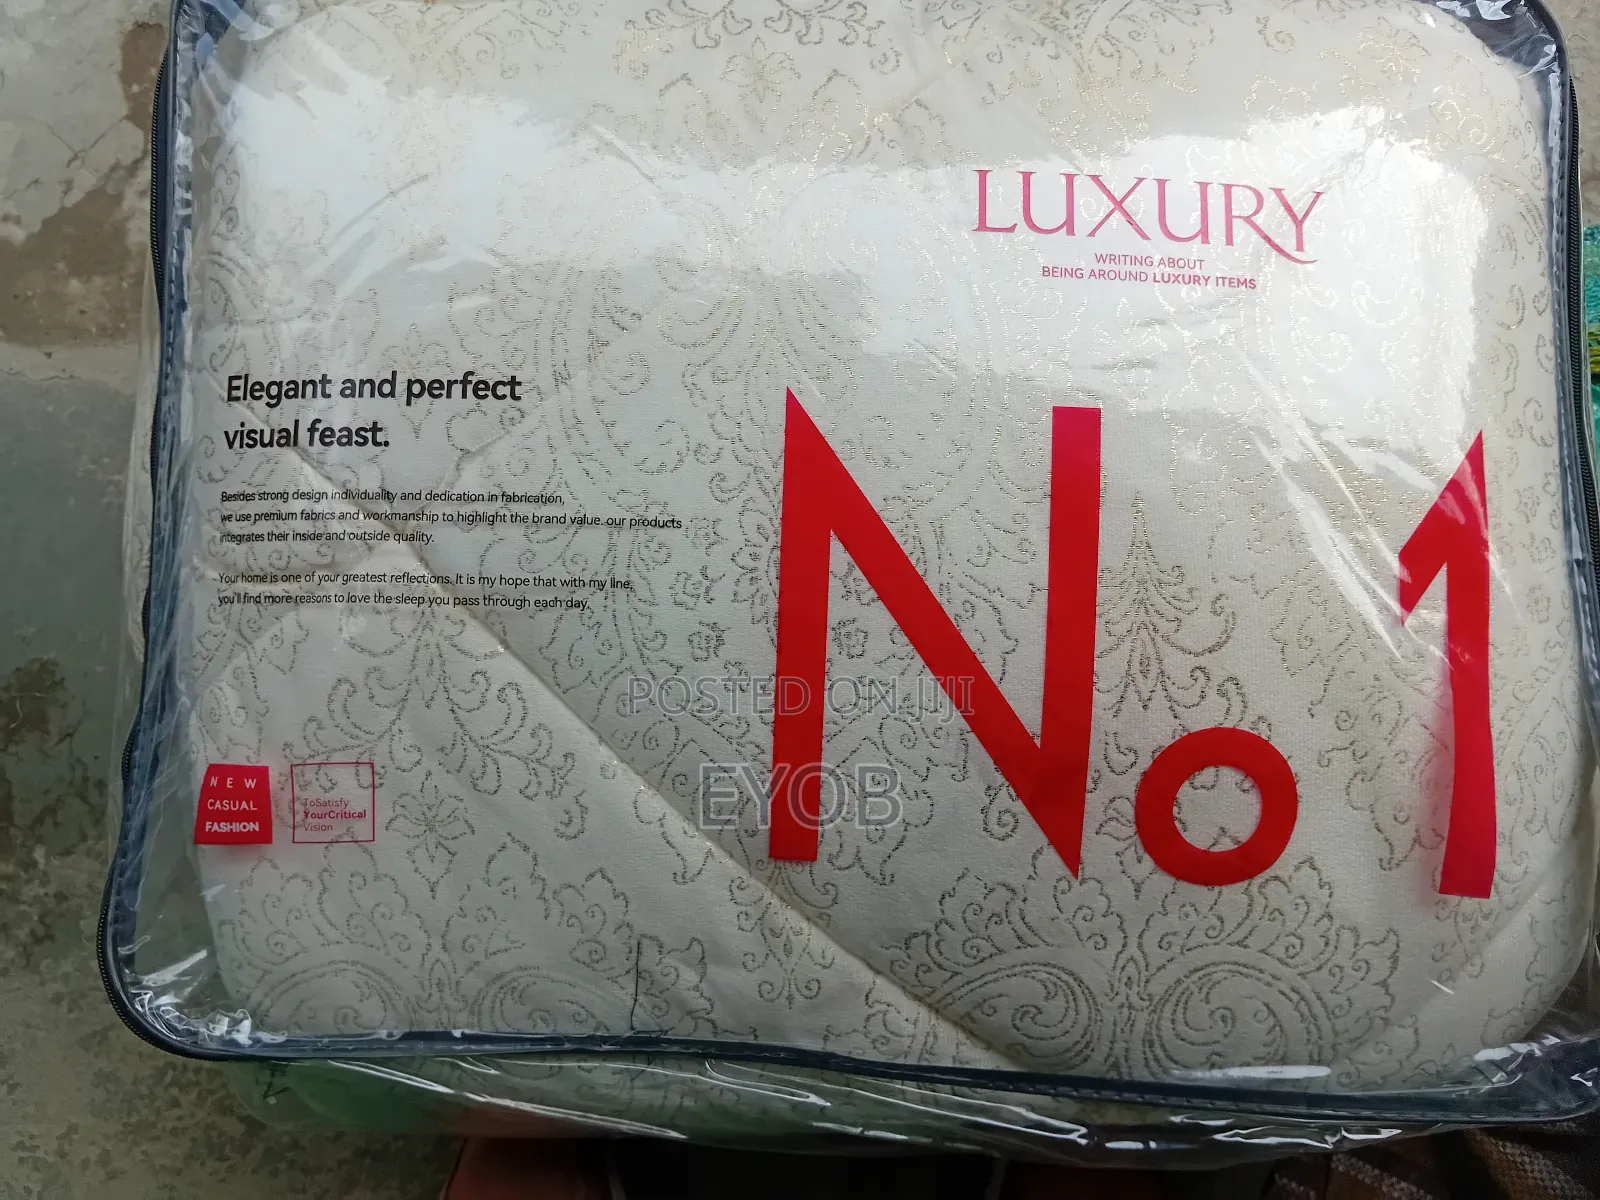 LUXURY
WRITING ABOUT
BEING AROUND LUXURY ITEMS
Elegant and perfect
visual feast.
Besides strong design individuality and dedication in fabrication,
we use premium fabrics and workmanship to highlight the brand value. our products
integrates their inside and outside quality.
Your home is one of your greatest reflections. It is my hope that with my line,
you'll find more reasons to love the sleep you pass through each day.
No 1
NEW
CASUAL
FASHION
ToSatisfy
YourCritical
Vision
POSTED ON JIJI
EYOB